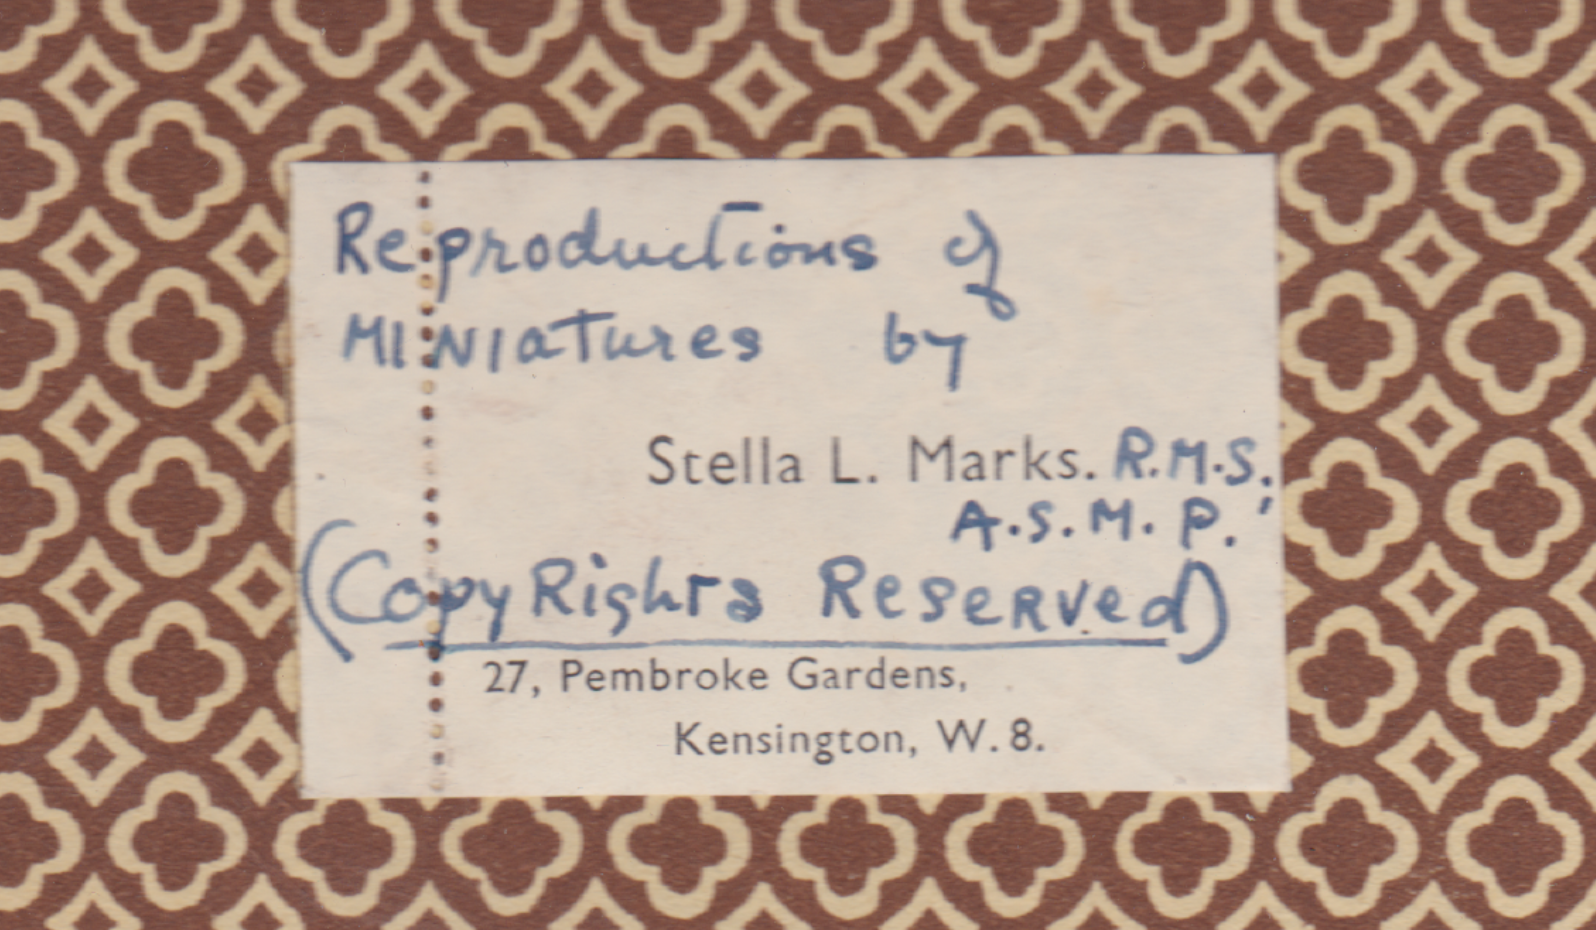 Reproductions of
MINiatures by
Stella L. Marks. R.M.S.,
A.S.M.P.
(CopyRights Reserved)
27, Pembroke Gardens,
Kensington, W. 8.